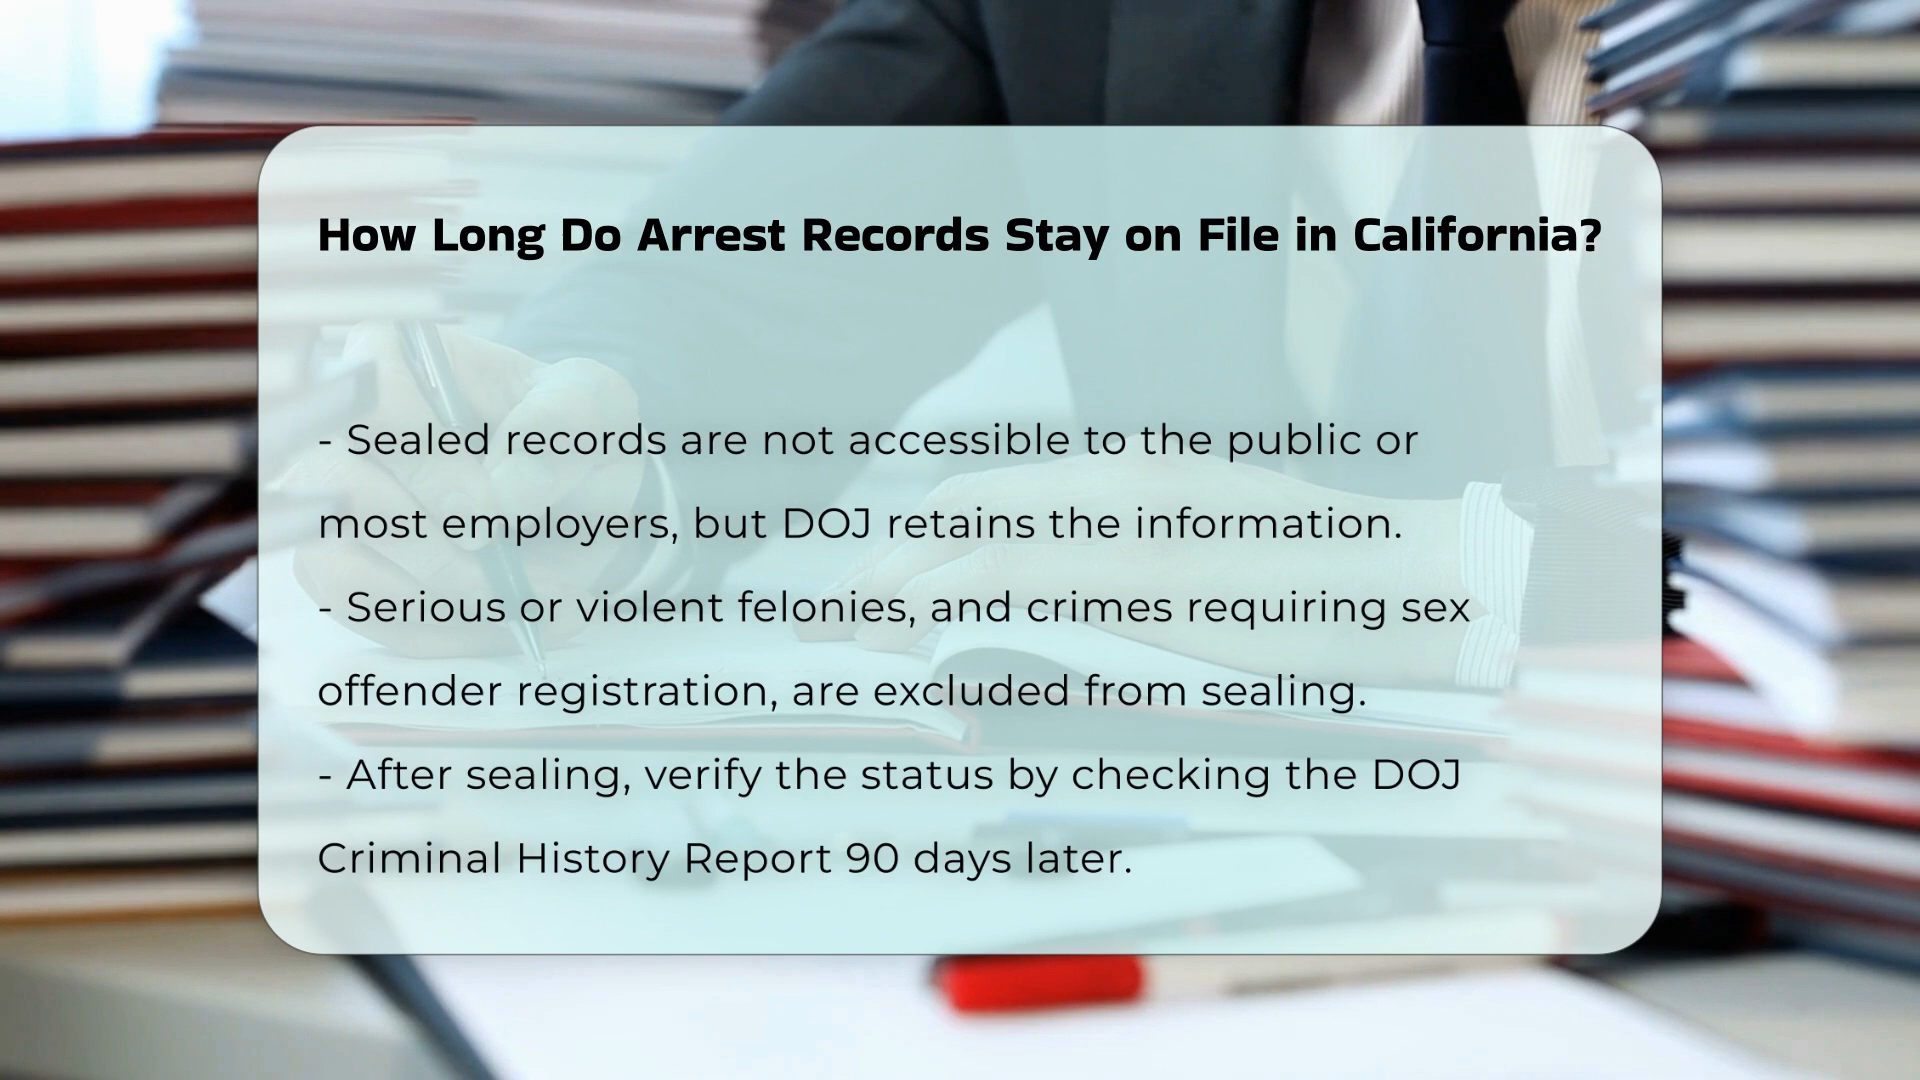 How Long Do Arrest Records Stay on File in California?
- Sealed records are not accessible to the public or
most employers, but DOJ retains the information.
- Serious or violent felonies, and crimes requiring sex
offender registration, are excluded from sealing.
- After sealing, verify the status by checking the DOJ
Criminal History Report 90 days later.